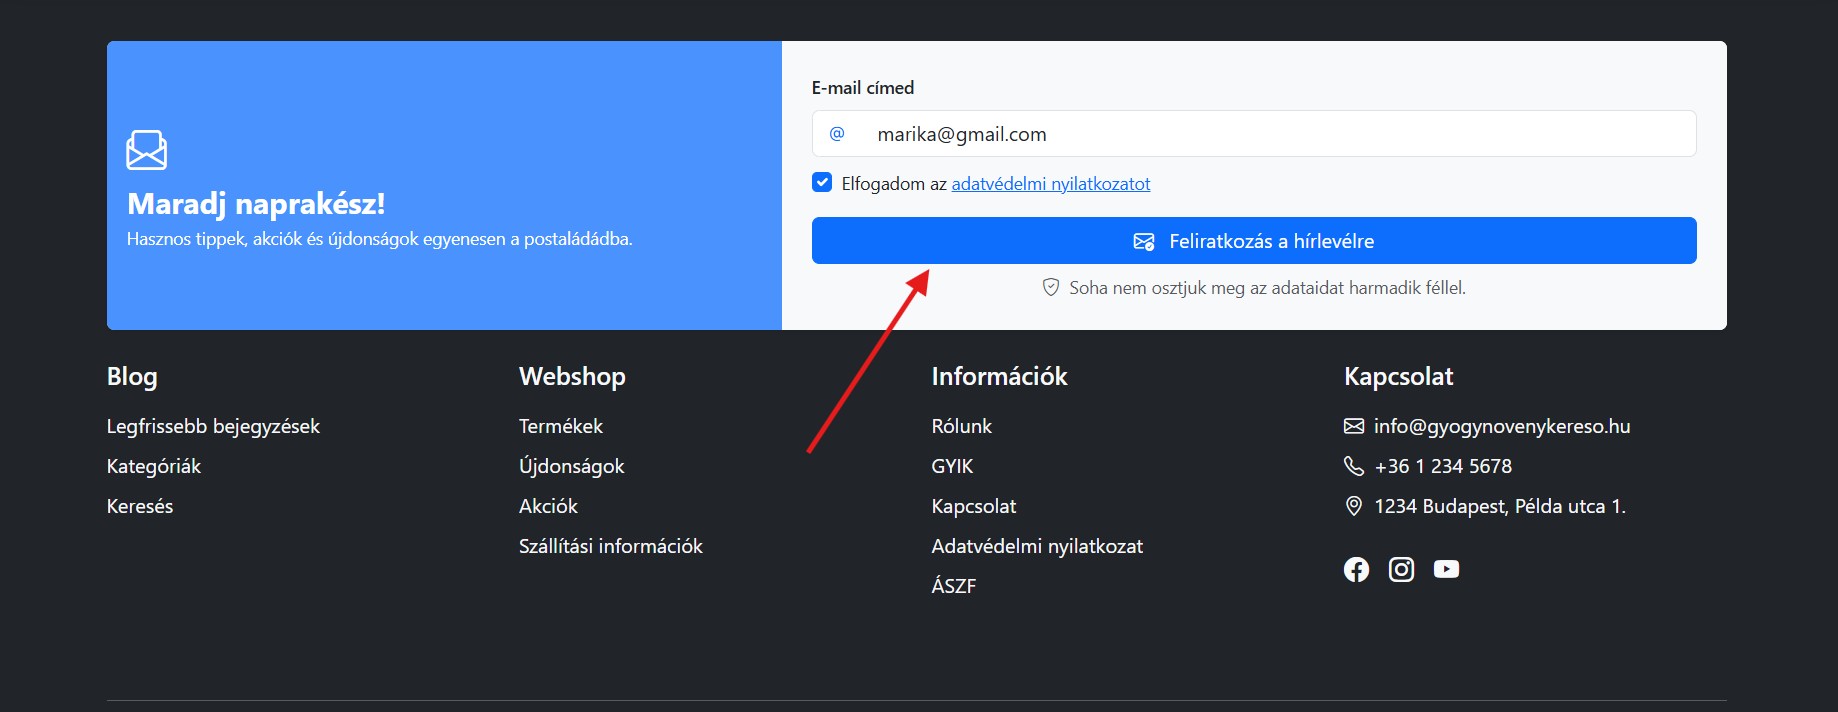 Maradj naprakész!
Hasznos tippek, akciók és újdonságok egyenesen a postaládádba.
E-mail címed
@ marika@gmail.com
Elfogadom az adatvédelmi nyilatkozatot
Feliratkozás a hírlevélre
Soha nem osztjuk meg az adataidat harmadik féllel.
Blog
Legfrissebb bejegyzések
Kategóriák
Keresés
Webshop
Termékek
Újdonságok
Akciók
Szállítási információk
Információk
Rólunk
GYIK
Kapcsolat
Adatvédelmi nyilatkozat
ÁSZF
Kapcsolat
info@gyogynovenykereso.hu
+36 1 234 5678
1234 Budapest, Példa utca 1.